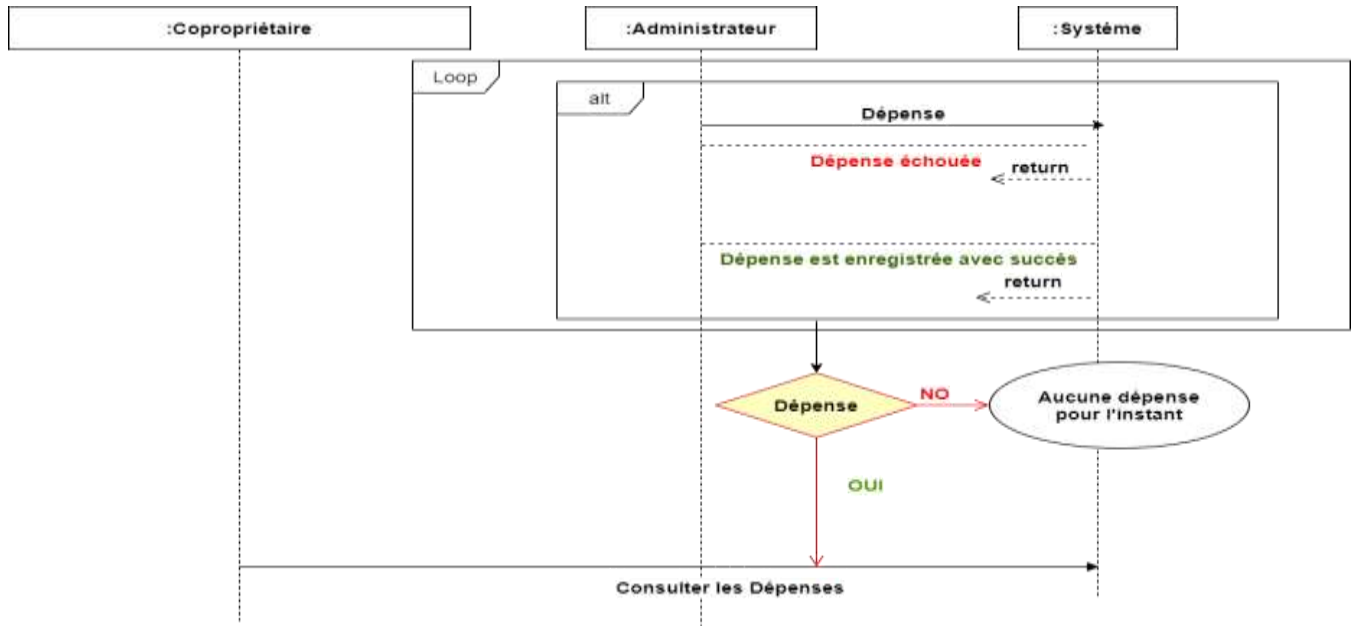 :Copropriétaire
:Administrateur
:Système
Loop
alt
Dépense
Dépense échouée
return
Dépense est enregistrée avec succès
return
Dépense
NO
Aucune dépense
pour l'instant
OUI
Consulter les Dépenses